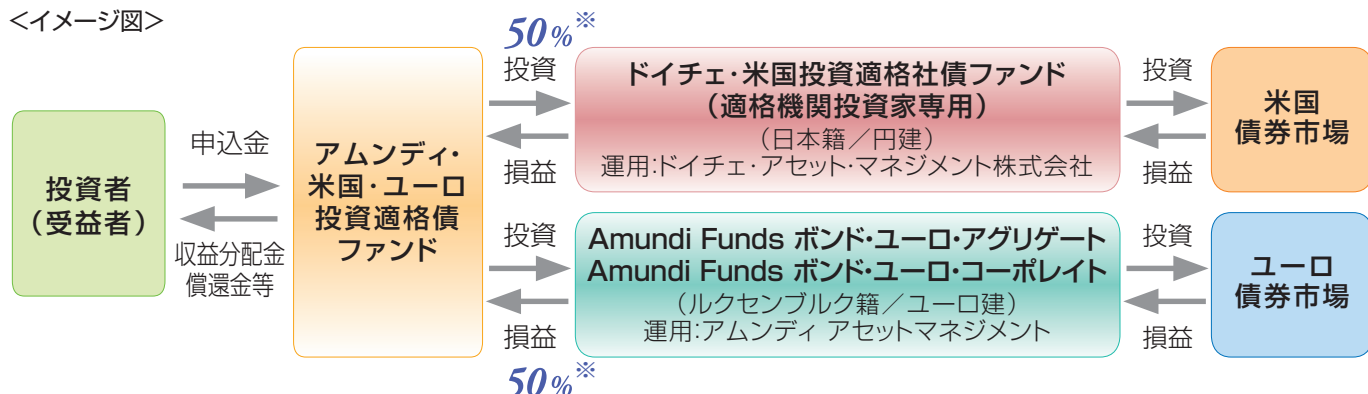 <イメージ図>
投資者
(受益者)
申込金
収益分配金
償還金等
アムンディ・
米国・ユーロ
投資適格債
ファンド
50%※
投資
損益
ドイチェ・米国投資適格社債ファンド
(適格機関投資家専用)
(日本籍/円建)
運用:ドイチェ・アセット・マネジメント株式会社
投資
損益
米国
債券市場
投資
損益
50%※
Amundi Funds ボンド・ユーロ・アグリゲート
Amundi Funds ボンド・ユーロ・コーポレイト
(ルクセンブルク籍/ユーロ建)
運用:アムンディ アセットマネジメント
投資
損益
ユーロ
債券市場